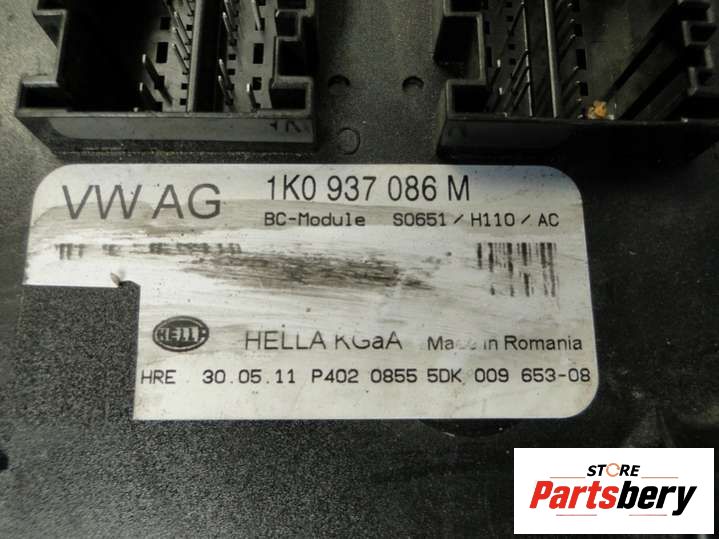 1K
VW AG 1K0 937 086 M
BC-Module S0651 / H110 / AC
HELLA HELLA KGaA Made in Romania
HRE 30.05.11 P402 0855 5DK 009 653-08
STORE
Partsbery